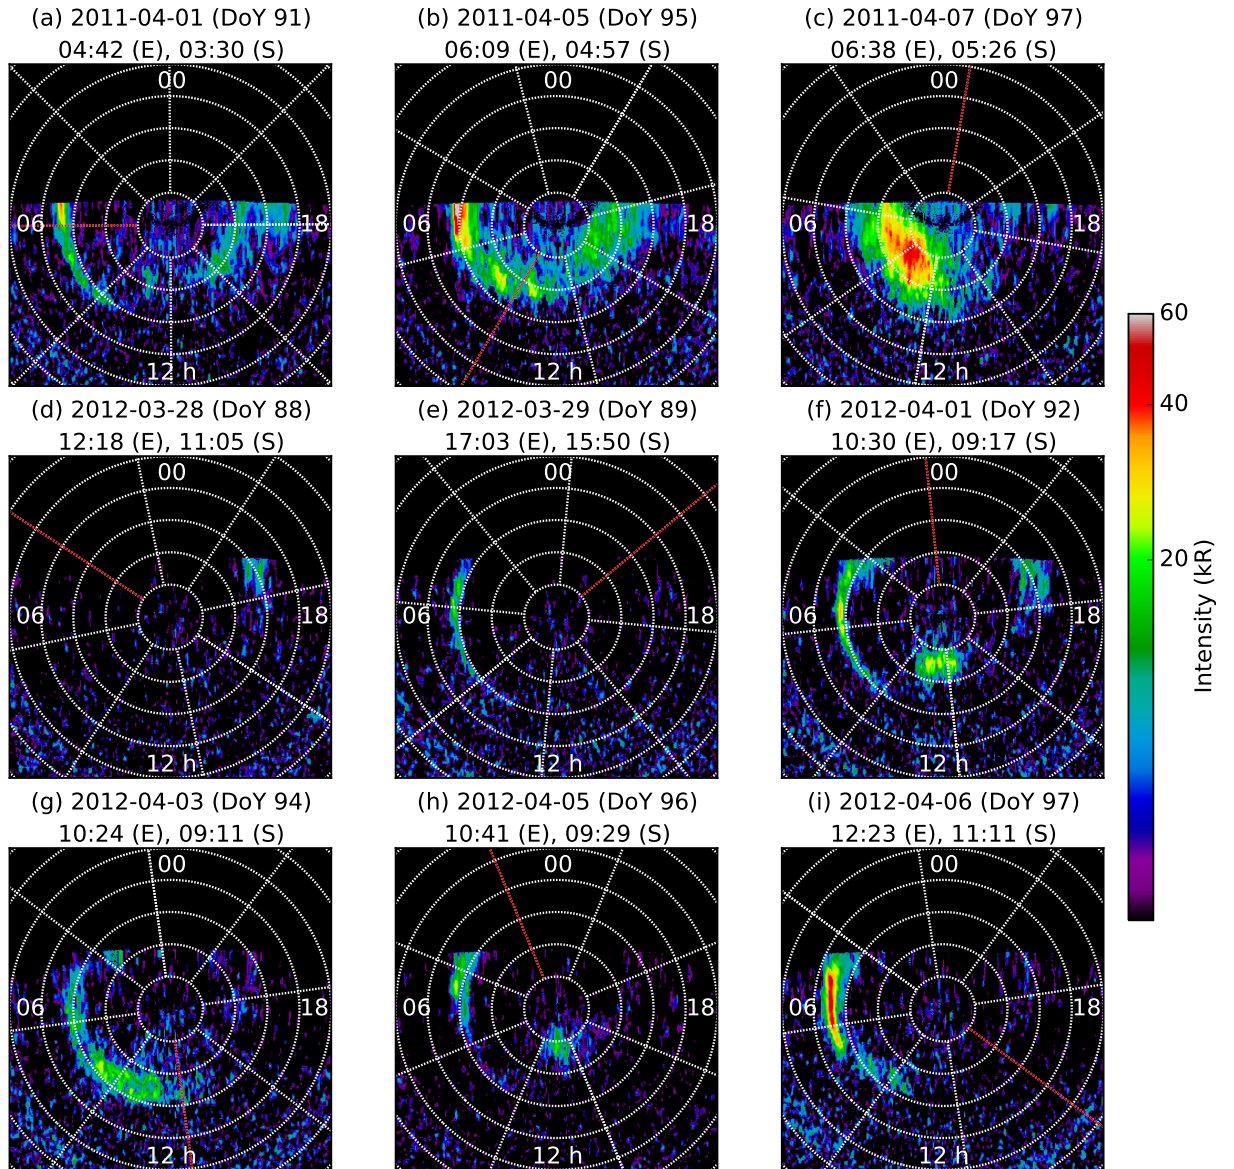 (a) 2011-04-01 (DoY 91)
04:42 (E), 03:30 (S)
00
06
18
12 h
(b) 2011-04-05 (DoY 95)
06:09 (E), 04:57 (S)
00
06
18
12 h
(c) 2011-04-07 (DoY 97)
06:38 (E), 05:26 (S)
00
06
18
12 h
(d) 2012-03-28 (DoY 88)
12:18 (E), 11:05 (S)
00
06
18
12 h
(e) 2012-03-29 (DoY 89)
17:03 (E), 15:50 (S)
00
06
18
12 h
(f) 2012-04-01 (DoY 92)
10:30 (E), 09:17 (S)
00
06
18
12 h
(g) 2012-04-03 (DoY 94)
10:24 (E), 09:11 (S)
00
06
18
12 h
(h) 2012-04-05 (DoY 96)
10:41 (E), 09:29 (S)
00
06
18
12 h
(i) 2012-04-06 (DoY 97)
12:23 (E), 11:11 (S)
00
06
18
12 h
60
40
20
Intensity (kR)